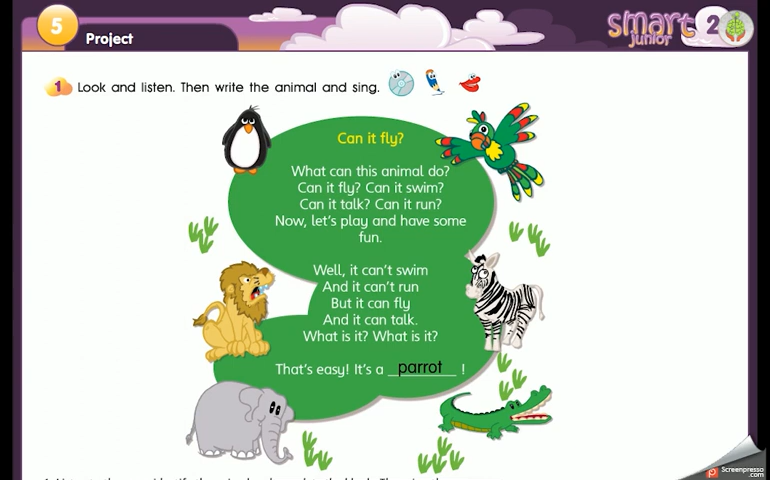 5
Project
smart
junior
2
1 Look and listen. Then write the animal and sing.
Can it fly?
What can this animal do?
Can it fly? Can it swim?
Can it talk? Can it run?
Now, let's play and have some
fun.
Well, it can't swim
And it can't run
But it can fly
And it can talk.
What is it? What is it?
That's easy! It's a parrot !
Screenpresso